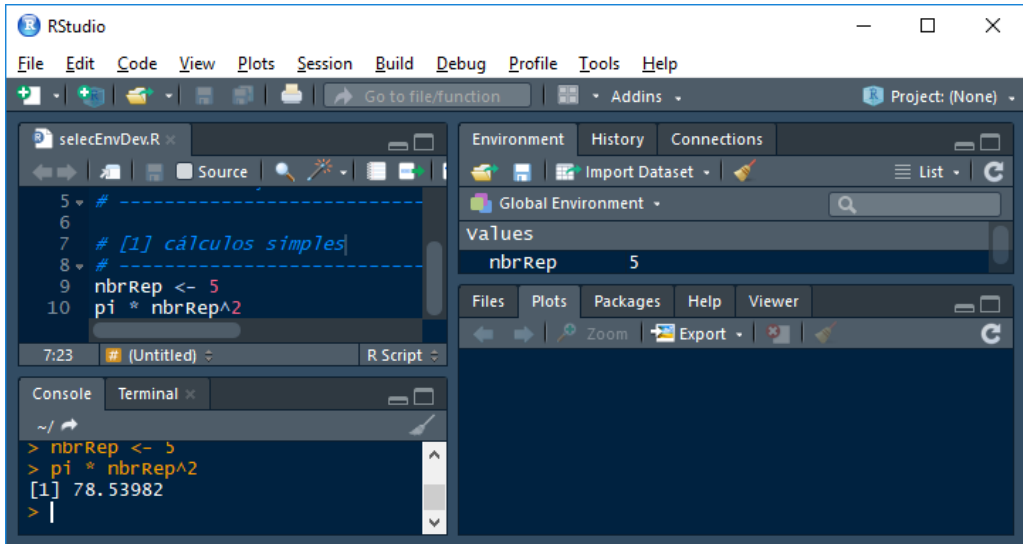 RStudio
File Edit Code View Plots Session Build Debug Profile Tools Help
Go to file/function Addins Project: (None)
selecEnvDev.R
Source
5 # ------------------------------
6
7 # [1] cálculos simples
8 # ------------------------------
9 nbrRep <- 5
10 pi * nbrRep^2
7:23 # (Untitled) R Script
Console Terminal
~/
> nbrRep <- 5
> pi * nbrRep^2
[1] 78.53982
>
Environment History Connections
Import Dataset List
Global Environment
Values
nbrRep 5
Files Plots Packages Help Viewer
Zoom Export